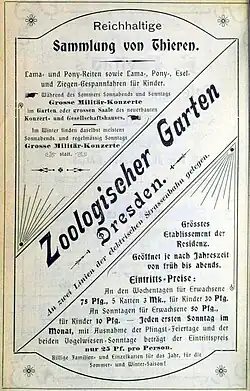 Reichhaltige
Sammlung von Thieren.
Lama- und Pony-Reiten sowie Lama-, Pony-, Esel-
und Ziegen-Gespannfahren für Kinder.
Während des Sommers Sonnabends und Sonntags
Grosse Militär-Konzerte
im Garten oder grossen Saale des neuerbauten
Konzert- und Gesellschaftshauses.
Im Winter finden daselbst meistens
Sonnabends und regelmässig Sonntags
Grosse Militär-Konzerte
statt.
Zoologischer Garten
Dresden.
An zwei Linien der elektrischen Strassenbahn gelegen.
Grösstes
Etablissement der
Residenz.
Geöffnet je nach Jahreszeit
von früh bis abends.
Eintritts-Preise:
An den Wochentagen für Erwachsene
75 Pfg., 5 Karten 3 Mk., für Kinder 30 Pfg.
An Sonntagen für Erwachsene 50 Pfg.,
für Kinder 10 Pfg. — Jeden ersten Sonntag im
Monat, mit Ausnahme der Pfingst-Feiertage und der
beiden Vogelwiesen-Sonntage beträgt der Eintrittspreis
nur 25 Pf. pro Person.
Billige Familien- und Einzelkarten für das Jahr, für die
Sommer- und Winter-Saison!